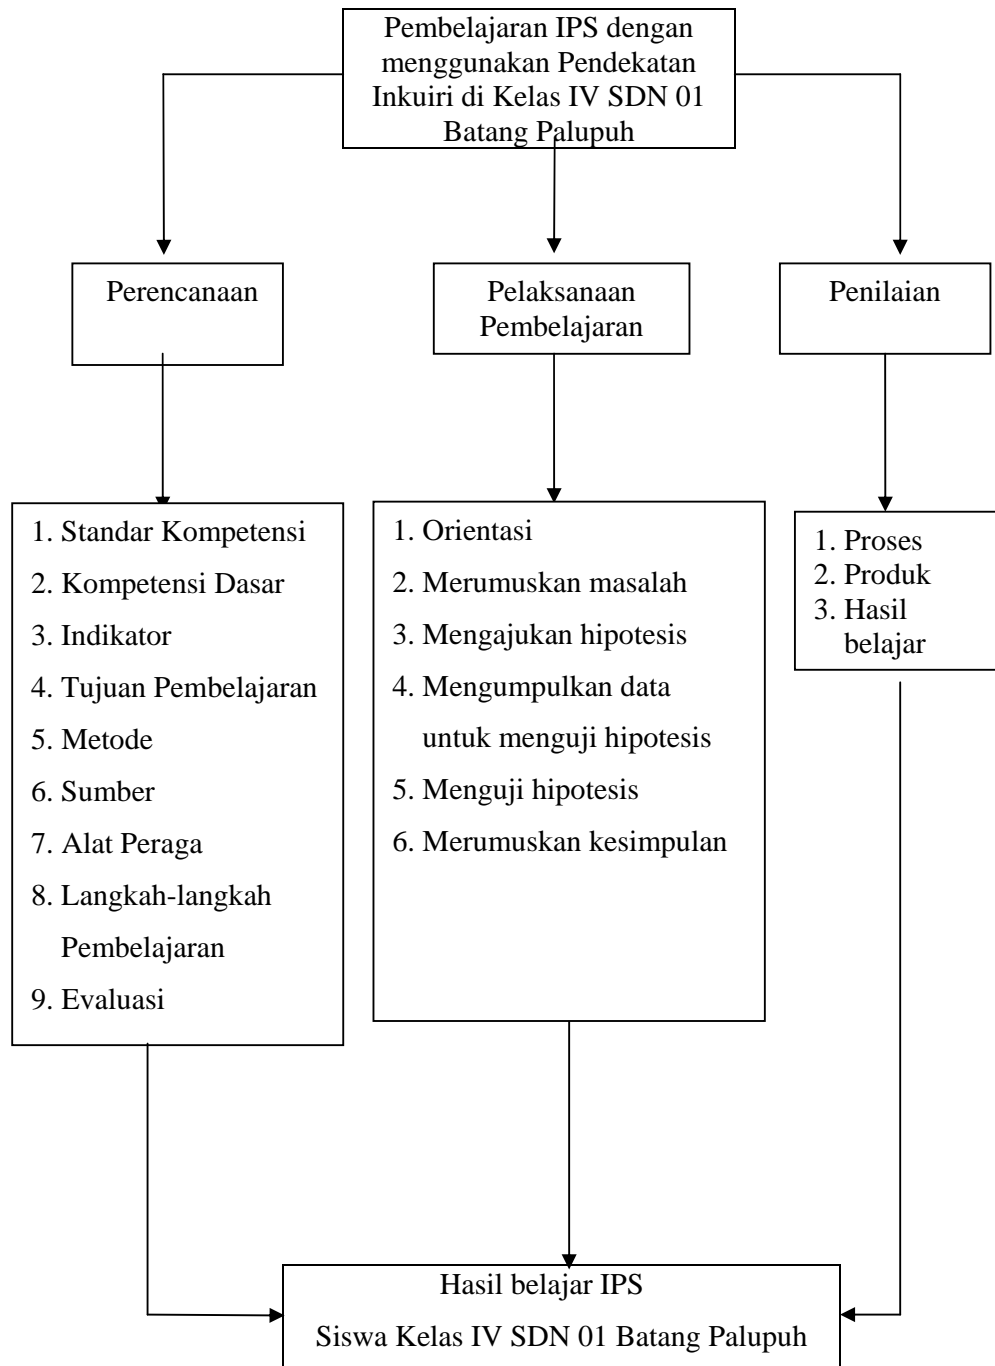 Pembelajaran IPS dengan
menggunakan Pendekatan
Inkuiri di Kelas IV SDN 01
Batang Palupuh
Perencanaan
Pelaksanaan
Pembelajaran
Penilaian
1. Standar Kompetensi
2. Kompetensi Dasar
3. Indikator
4. Tujuan Pembelajaran
5. Metode
6. Sumber
7. Alat Peraga
8. Langkah-langkah
Pembelajaran
9. Evaluasi
1. Orientasi
2. Merumuskan masalah
3. Mengajukan hipotesis
4. Mengumpulkan data
untuk menguji hipotesis
5. Menguji hipotesis
6. Merumuskan kesimpulan
1. Proses
2. Produk
3. Hasil
belajar
Hasil belajar IPS
Siswa Kelas IV SDN 01 Batang Palupuh